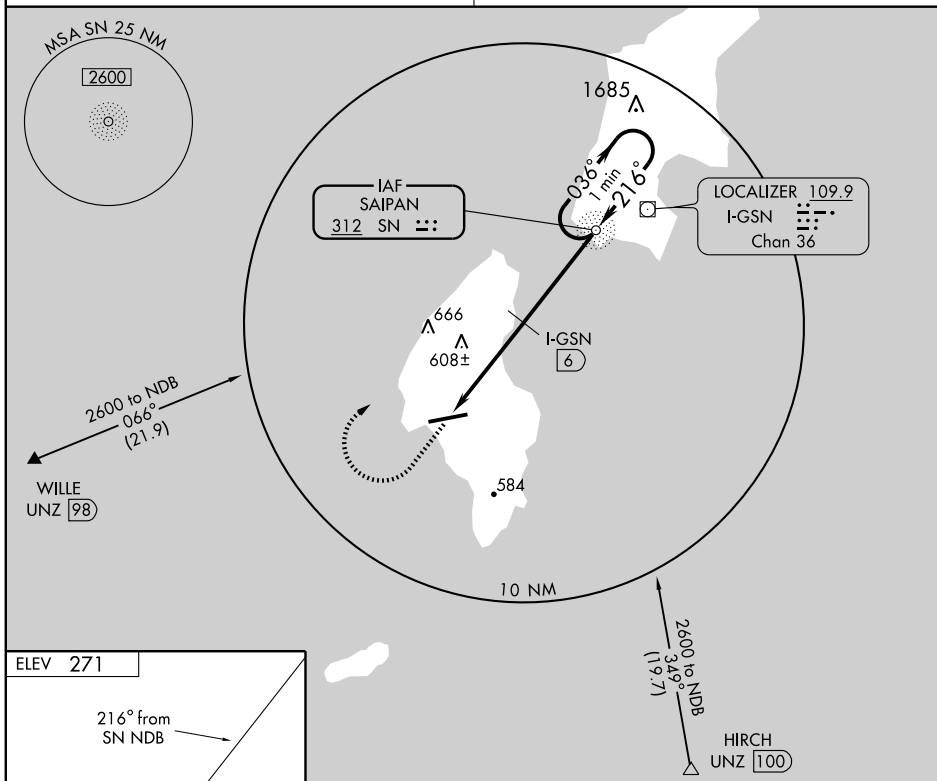 MSA SN 25 NM
2600
1685
036°
1 min
216°
IAF
SAIPAN
312 SN
LOCALIZER 109.9
I-GSN
Chan 36
666
608±
I-GSN
6
2600 to NDB
066°
(21.9)
WILLE
UNZ 98
584
10 NM
2600 to NDB
349°
(19.7)
HIRCH
UNZ 100
ELEV 271
216° from
SN NDB